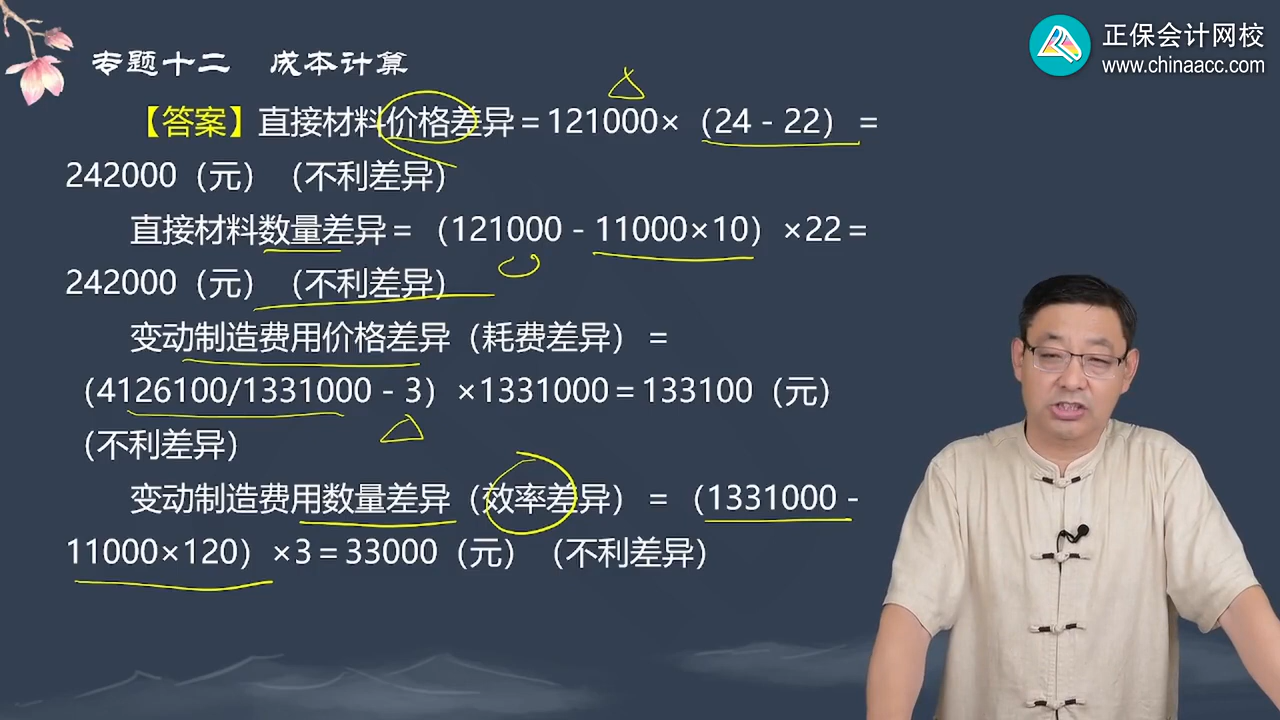 正保会计网校
www.chinaacc.com
专题十二 成本计算
【答案】直接材料价格差异＝121000×（24－22）＝
242000（元）（不利差异）
直接材料数量差异＝（121000－11000×10）×22＝
242000（元）（不利差异）
变动制造费用价格差异（耗费差异）＝
（4126100/1331000－3）×1331000＝133100（元）
（不利差异）
变动制造费用数量差异（效率差异）＝（1331000－
11000×120）×3＝33000（元）（不利差异）